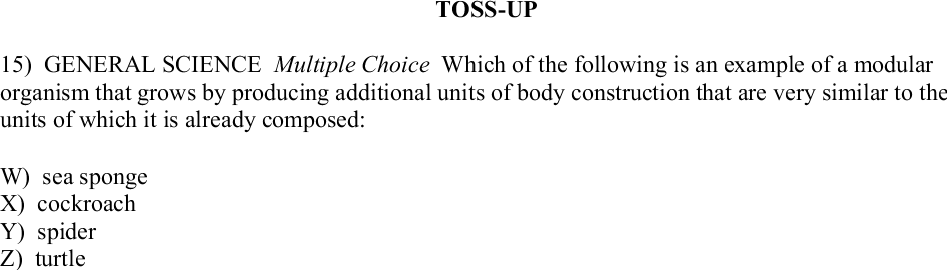 TOSS-UP
15) GENERAL SCIENCE Multiple Choice Which of the following is an example of a modular
organism that grows by producing additional units of body construction that are very similar to the
units of which it is already composed:
W) sea sponge
X) cockroach
Y) spider
Z) turtle